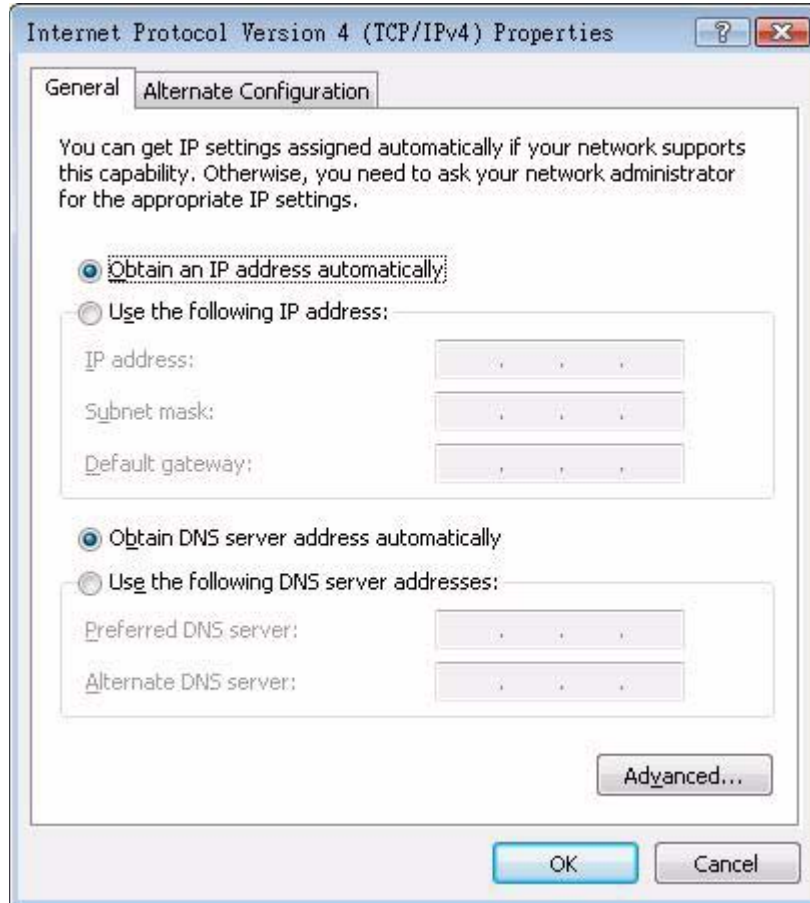 Internet Protocol Version 4 (TCP/IPv4) Properties
General
Alternate Configuration
You can get IP settings assigned automatically if your network supports
this capability. Otherwise, you need to ask your network administrator
for the appropriate IP settings.
Obtain an IP address automatically
Use the following IP address:
IP address:
Subnet mask:
Default gateway:
Obtain DNS server address automatically
Use the following DNS server addresses:
Preferred DNS server:
Alternate DNS server:
Advanced...
OK
Cancel